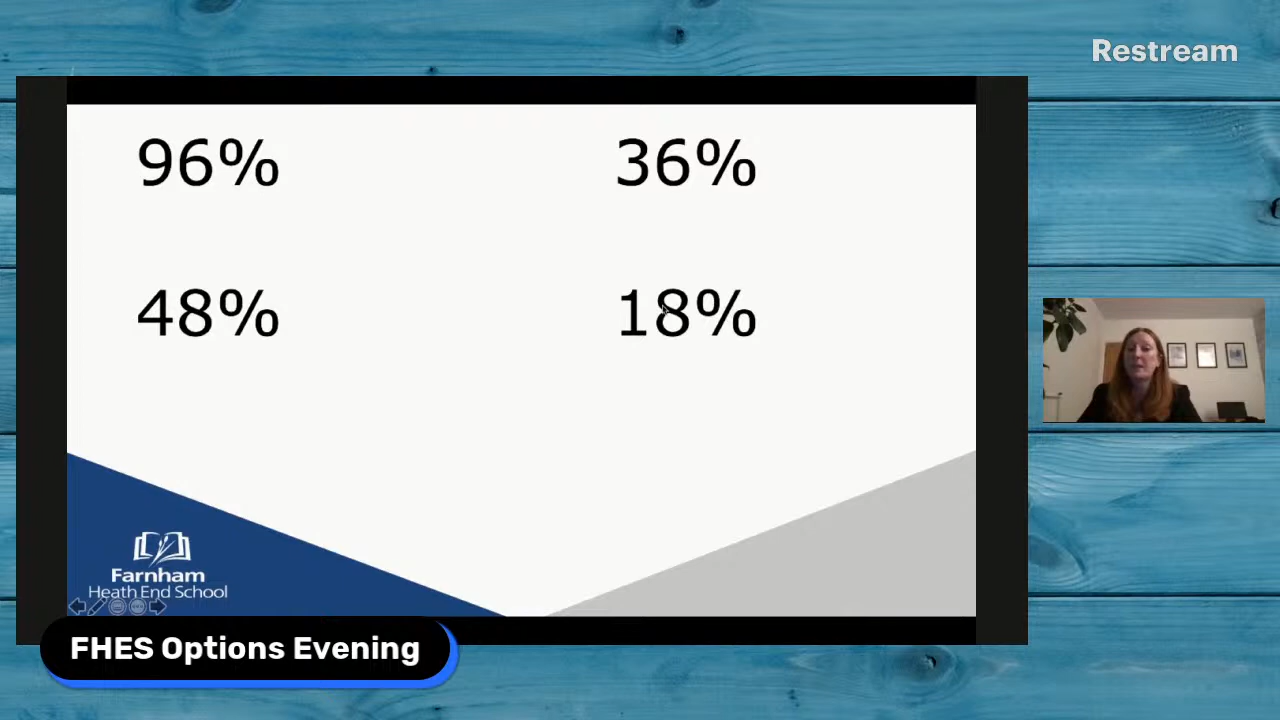 Restream
96%
36%
48%
18%
Farnham
Heath End School
FHES Options Evening